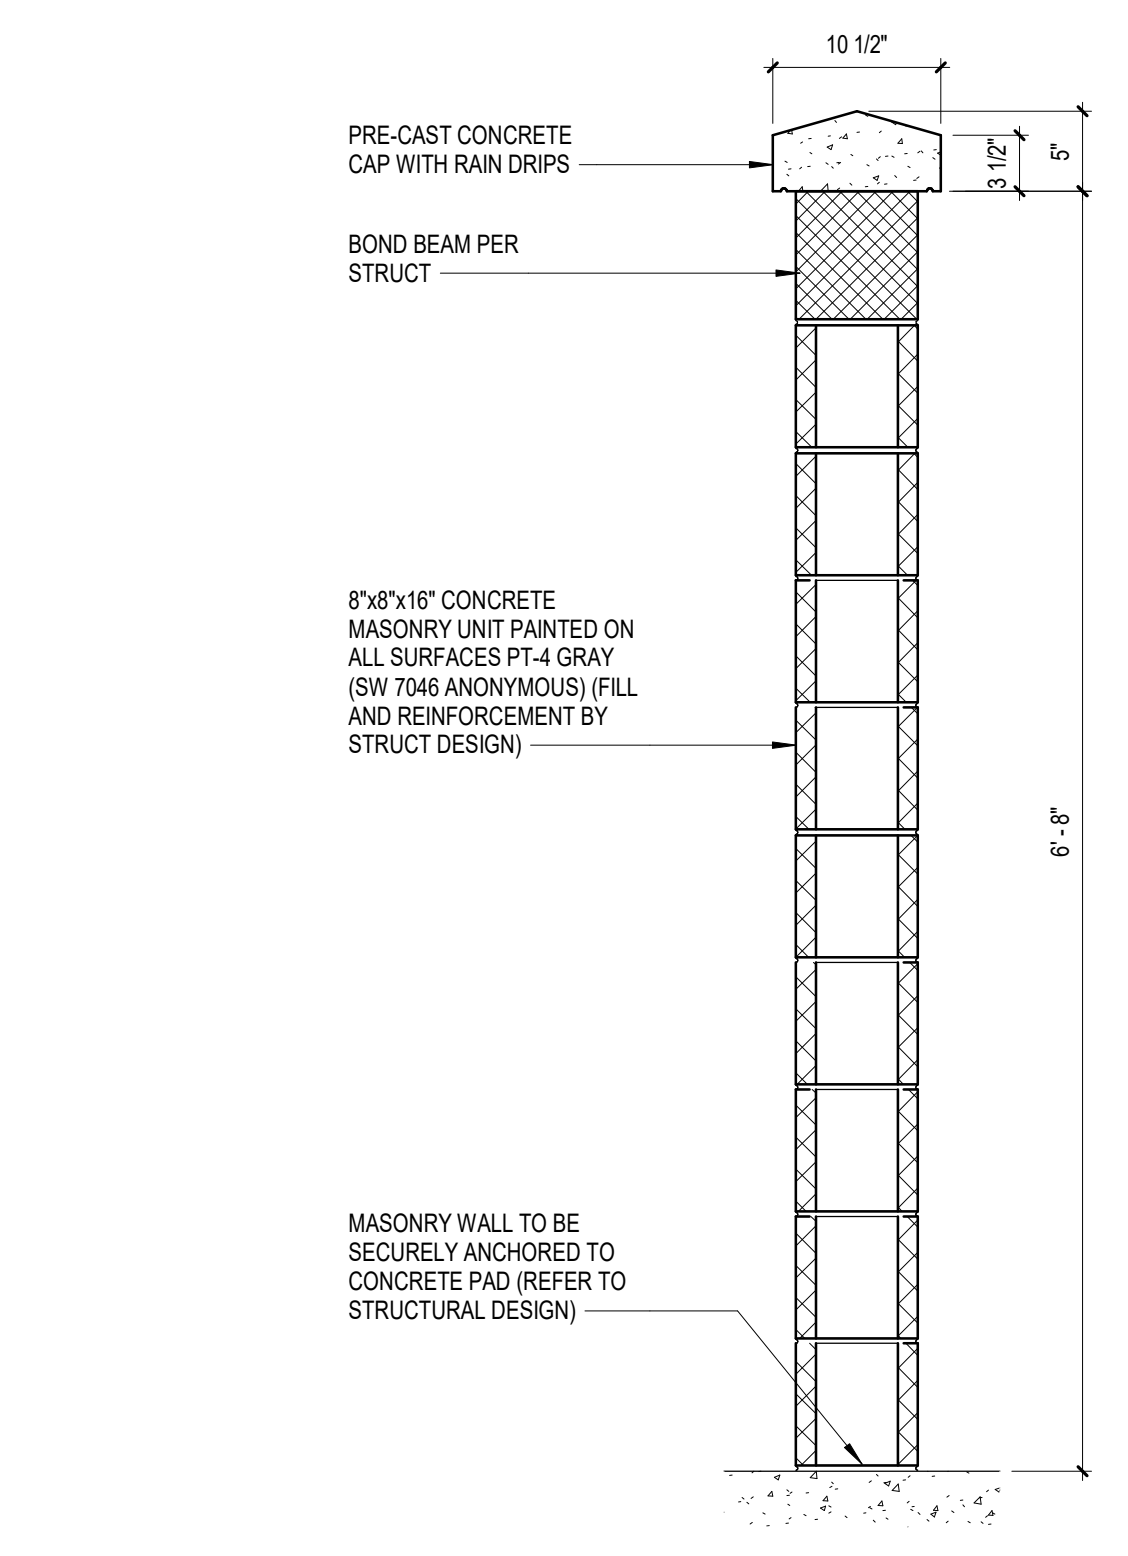 10 1/2"
PRE-CAST CONCRETE
CAP WITH RAIN DRIPS
3 1/2"
5"
BOND BEAM PER
STRUCT
8"x8"x16" CONCRETE
MASONRY UNIT PAINTED ON
ALL SURFACES PT-4 GRAY
(SW 7046 ANONYMOUS) (FILL
AND REINFORCEMENT BY
STRUCT DESIGN)
6' - 8"
MASONRY WALL TO BE
SECURELY ANCHORED TO
CONCRETE PAD (REFER TO
STRUCTURAL DESIGN)